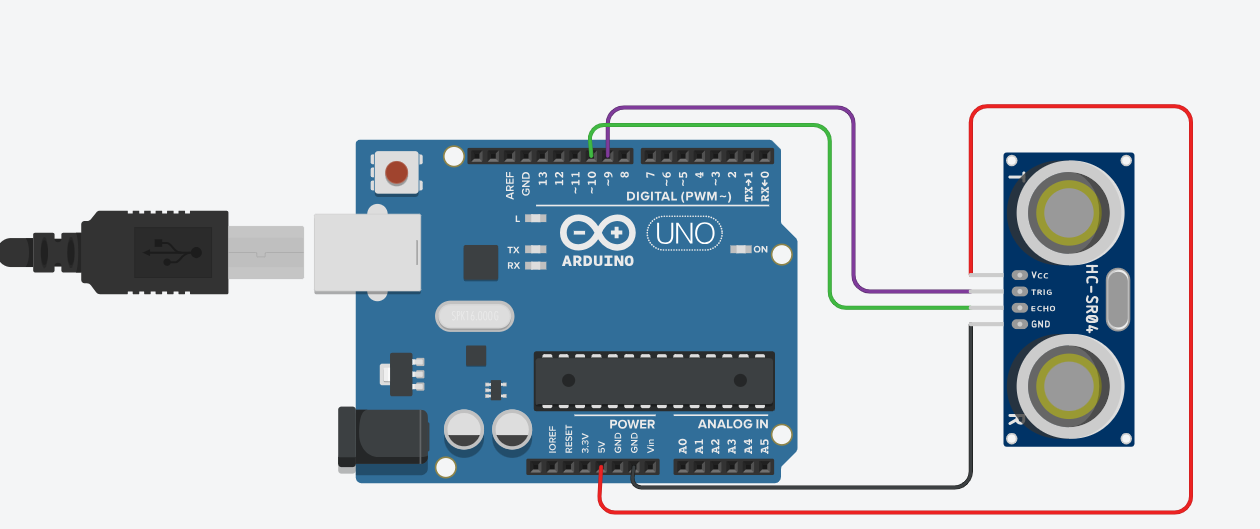 AREF
GND
13
12
~11
~10
~9
8
7
~6
~5
4
~3
2
TX→1
RX←0
DIGITAL (PWM~)
L
TX
RX
UNO
ON
ARDUINO
POWER
ANALOG IN
IOREF
RESET
3.3V
5V
GND
GND
Vin
A0
A1
A2
A3
A4
A5
T
VCC
TRIG
ECHO
GND
HC-SR04
R